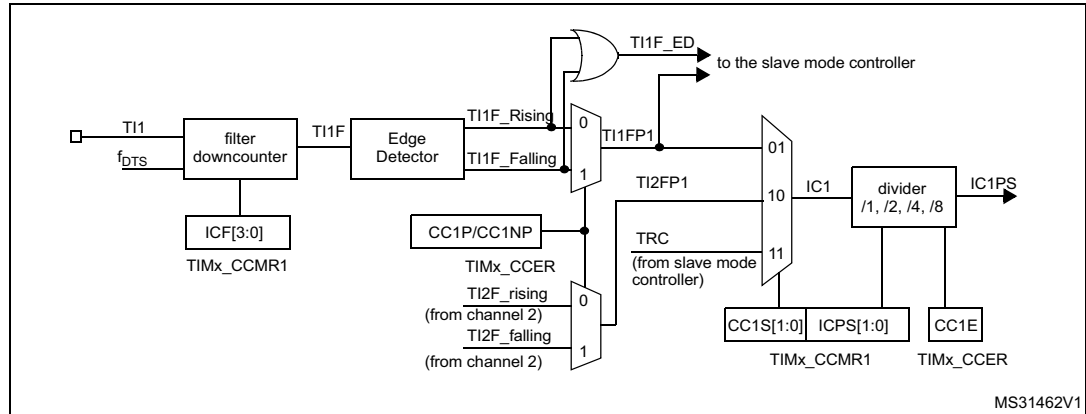 TI1F_ED
to the slave mode controller
TI1
f DTS
filter
downcounter
TI1F
Edge
Detector
TI1F_Rising
TI1F_Falling
0
1
TI1FP1
01
TI2FP1
10
IC1
divider
/1, /2, /4, /8
IC1PS
ICF[3:0]
TIMx_CCMR1
CC1P/CC1NP
TIMx_CCER
TRC
(from slave mode
controller)
11
TI2F_rising
(from channel 2)
0
TI2F_falling
(from channel 2)
1
CC1S[1:0]
ICPS[1:0]
TIMx_CCMR1
CC1E
TIMx_CCER
MS31462V1